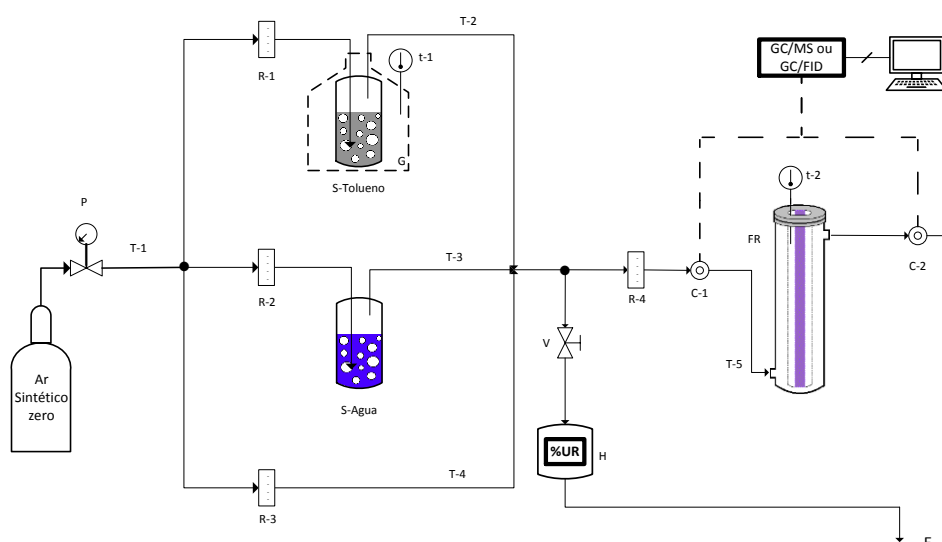 T-2
GC/MS ou
GC/FID
R-1
t-1
G
S-Tolueno
t-2
P
T-1
FR
T-3
R-2
R-4
C-1
C-2
V
T-5
Ar
Sintético
zero
S-Agua
%UR
H
T-4
R-3